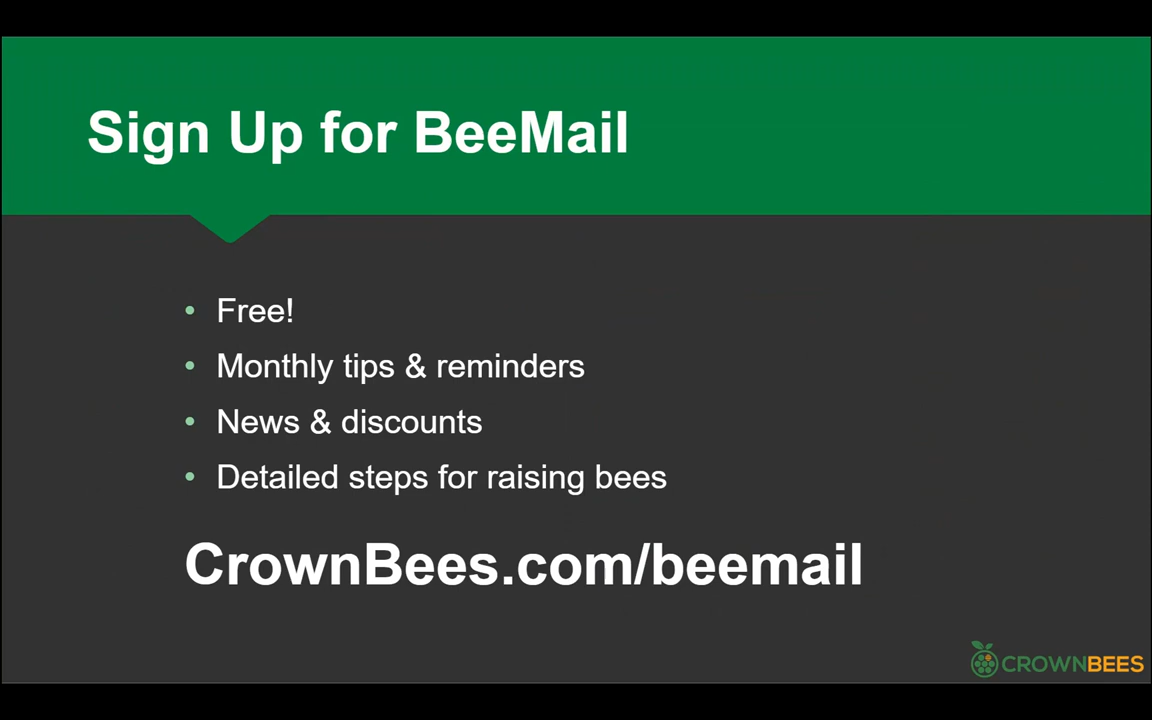 Sign Up for BeeMail
• Free!
• Monthly tips & reminders
• News & discounts
• Detailed steps for raising bees
CrownBees.com/beemail
CROWNBEES